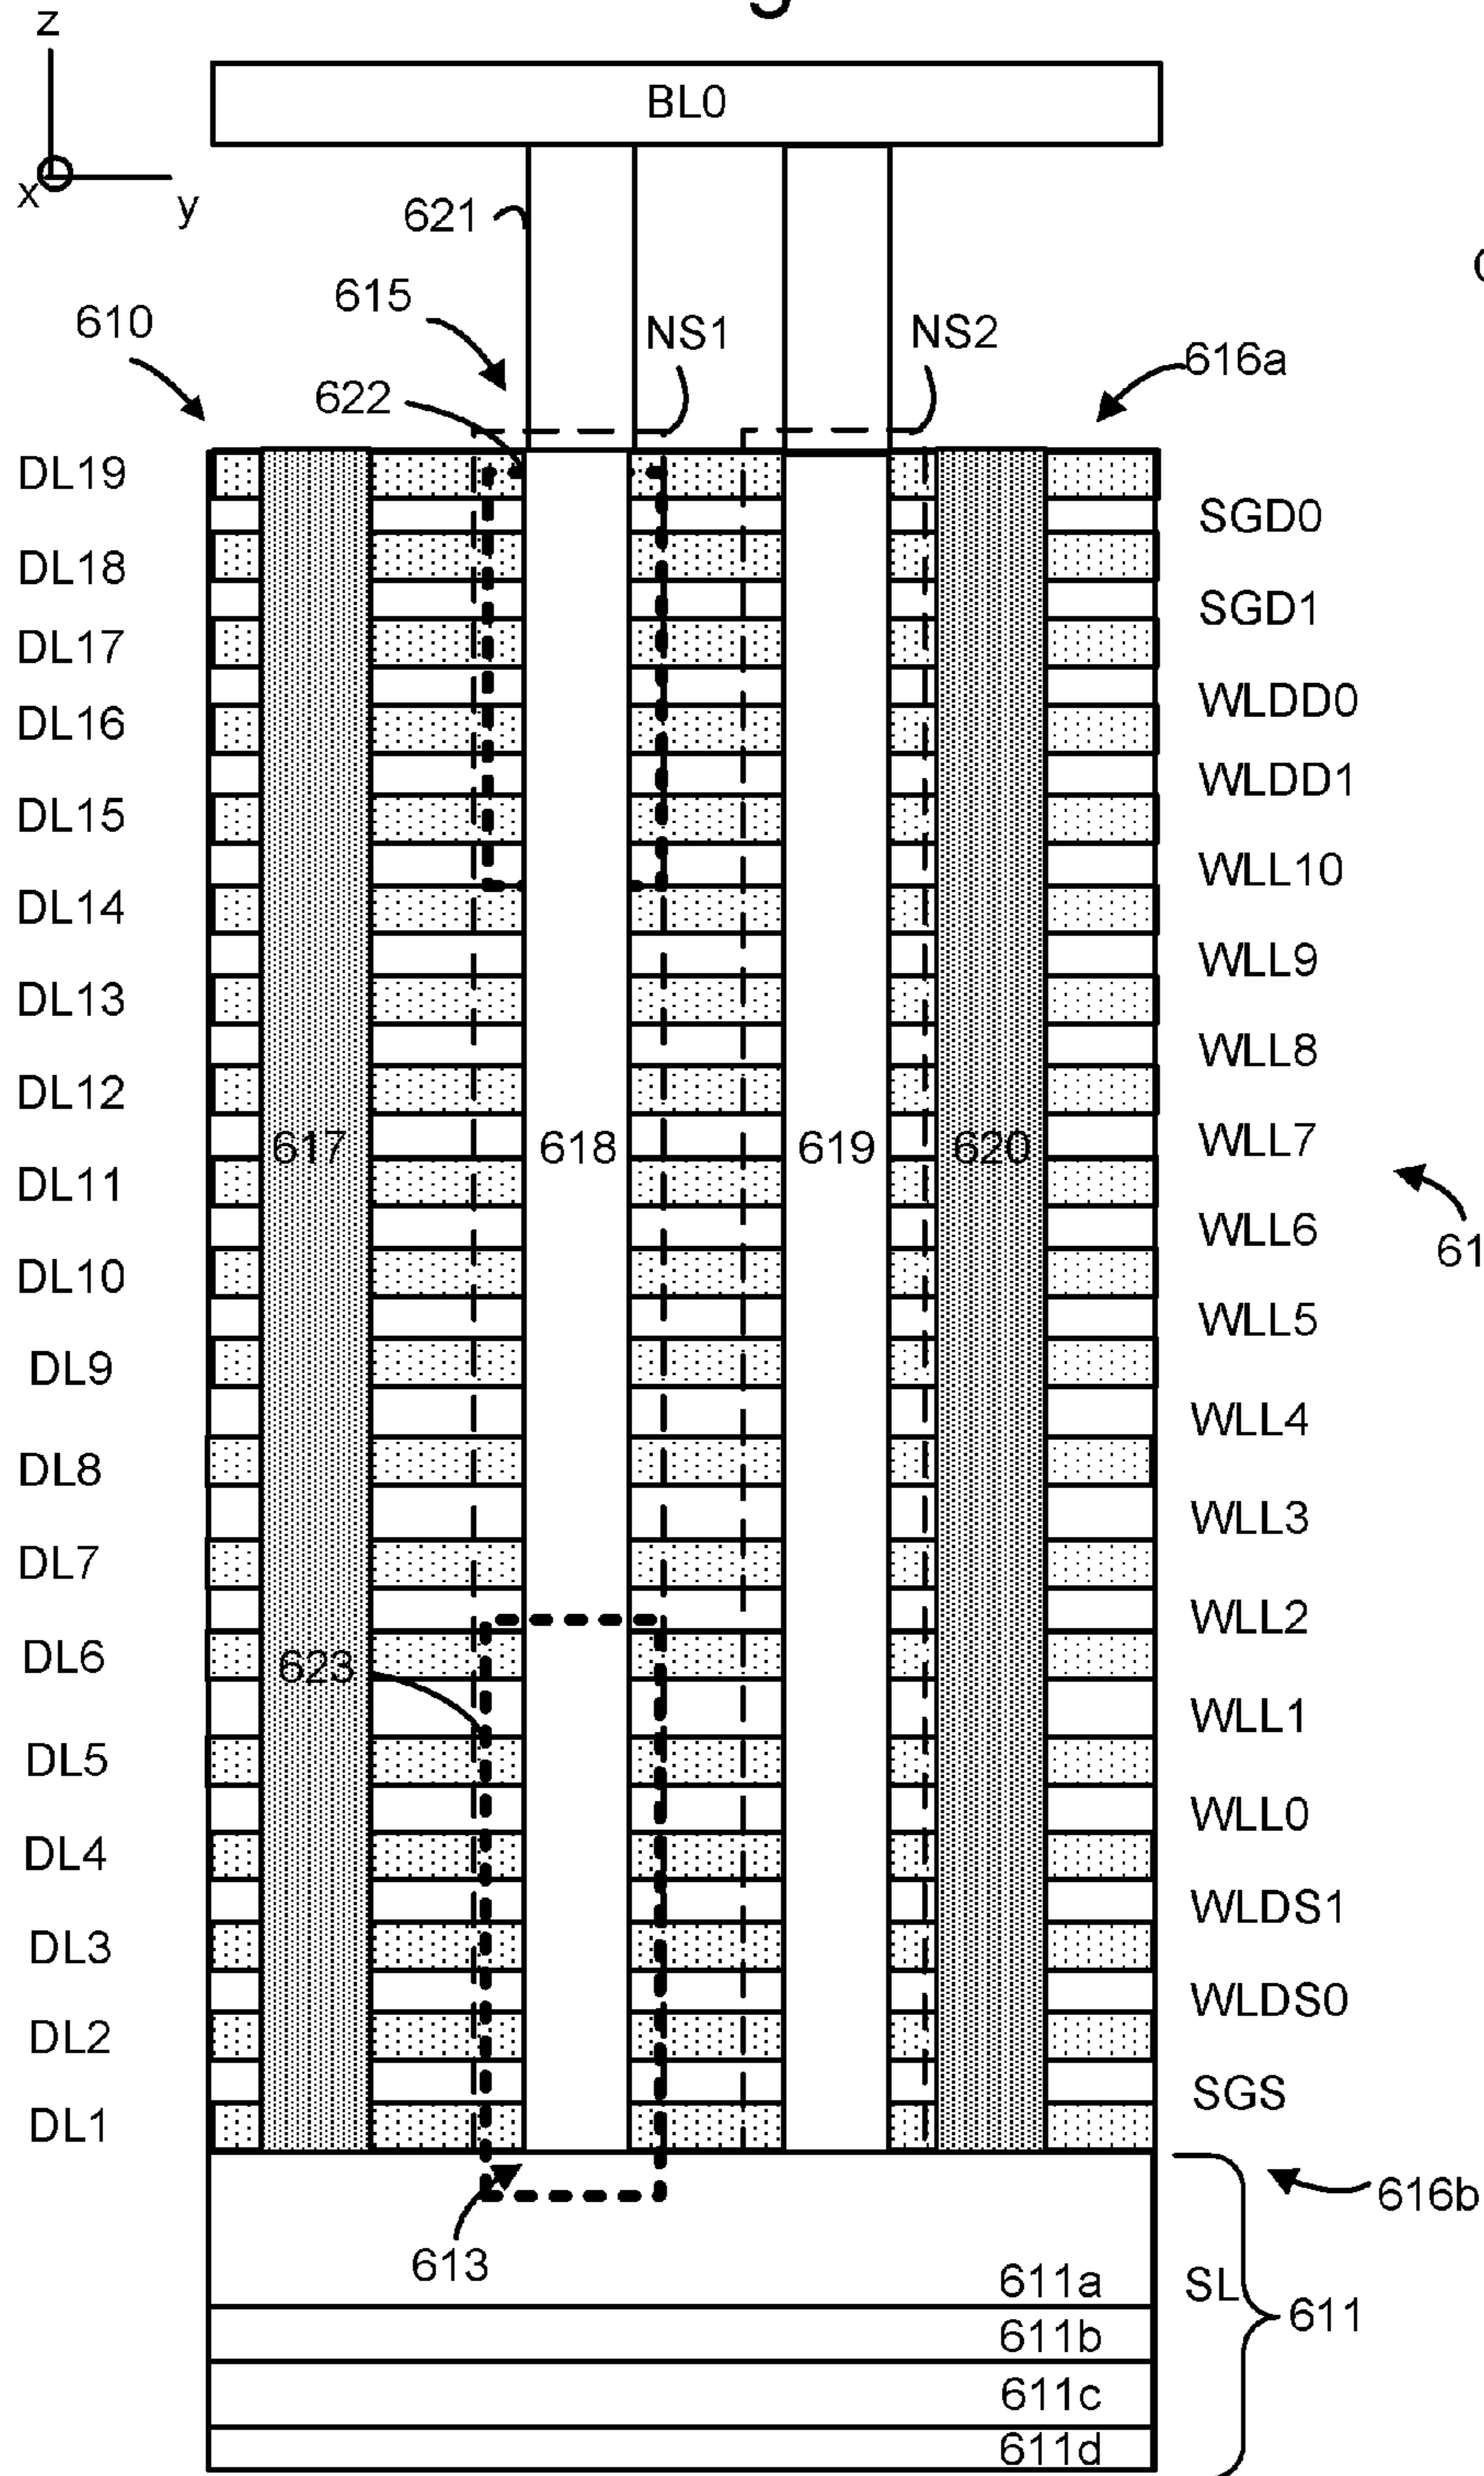 z
BL0
x
y
621
615
610
NS1
NS2
616a
622
DL19
SGD0
DL18
SGD1
DL17
WLDD0
DL16
WLDD1
DL15
WLL10
DL14
WLL9
DL13
WLL8
DL12
617
618
619
620
WLL7
DL11
WLL6
DL10
WLL5
DL9
WLL4
DL8
WLL3
DL7
WLL2
DL6
623
WLL1
DL5
WLL0
DL4
WLDS1
DL3
WLDS0
DL2
SGS
DL1
616b
613
611a
SL
611
611b
611c
611d